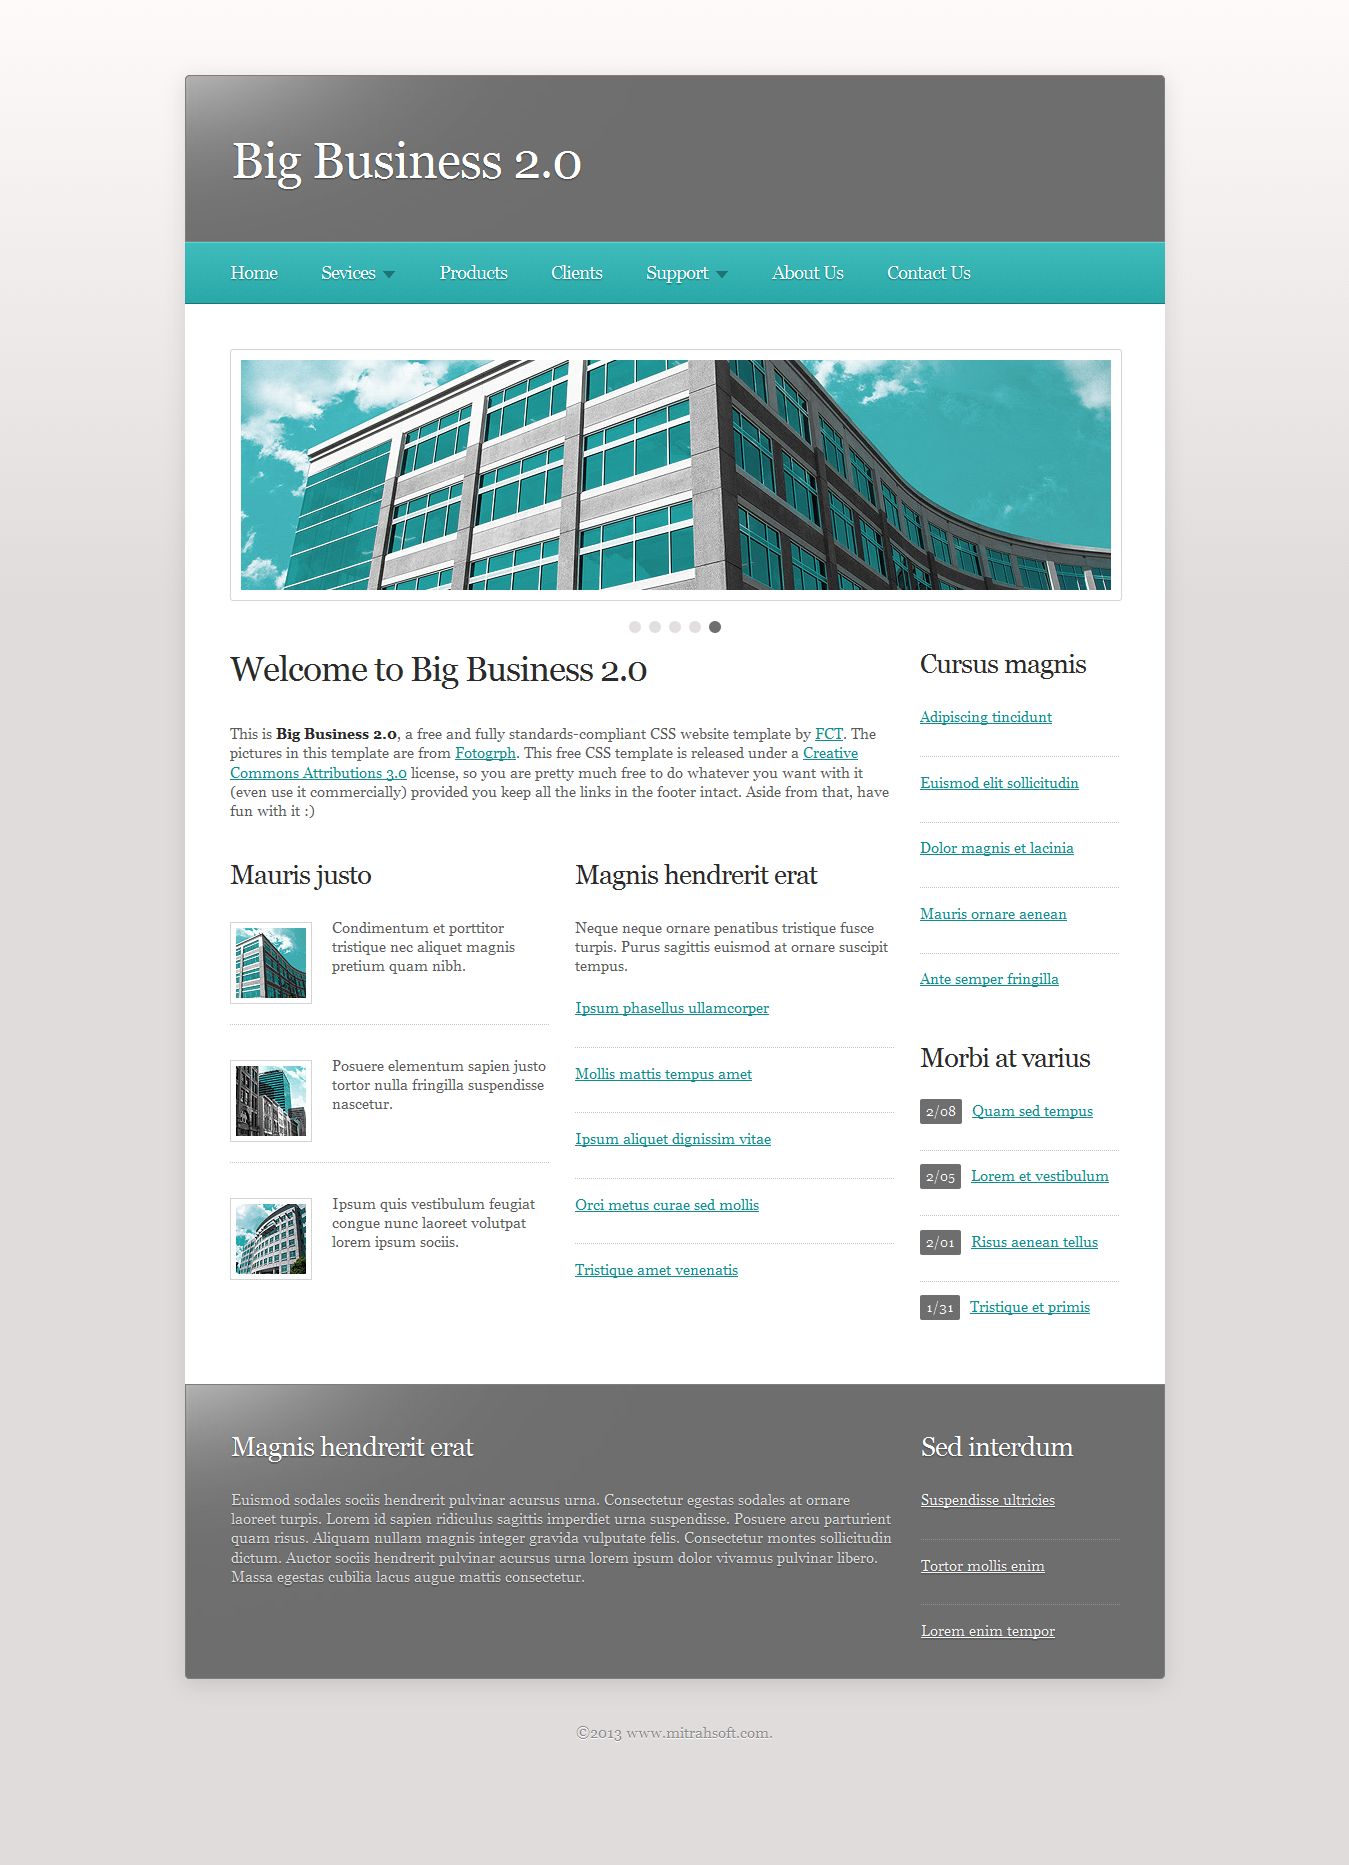 Big Business 2.0
Home Sevices Products Clients Support About Us Contact Us
Welcome to Big Business 2.0
This is Big Business 2.0, a free and fully standards-compliant CSS website template by FCT. The
pictures in this template are from Fotogrph. This free CSS template is released under a Creative
Commons Attributions 3.0 license, so you are pretty much free to do whatever you want with it
(even use it commercially) provided you keep all the links in the footer intact. Aside from that, have
fun with it :)
Mauris justo
Condimentum et porttitor
tristique nec aliquet magnis
pretium quam nibh.
Posuere elementum sapien justo
tortor nulla fringilla suspendisse
nascetur.
Ipsum quis vestibulum feugiat
congue nunc laoreet volutpat
lorem ipsum sociis.
Magnis hendrerit erat
Neque neque ornare penatibus tristique fusce
turpis. Purus sagittis euismod at ornare suscipit
tempus.
Ipsum phasellus ullamcorper
Mollis mattis tempus amet
Ipsum aliquet dignissim vitae
Orci metus curae sed mollis
Tristique amet venenatis
Cursus magnis
Adipiscing tincidunt
Euismod elit sollicitudin
Dolor magnis et lacinia
Mauris ornare aenean
Ante semper fringilla
Morbi at varius
2/08 Quam sed tempus
2/05 Lorem et vestibulum
2/01 Risus aenean tellus
1/31 Tristique et primis
Magnis hendrerit erat
Euismod sodales sociis hendrerit pulvinar acursus urna. Consectetur egestas sodales at ornare
laoreet turpis. Lorem id sapien ridiculus sagittis imperdiet urna suspendisse. Posuere arcu parturient
quam risus. Aliquam nullam magnis integer gravida vulputate felis. Consectetur montes sollicitudin
dictum. Auctor sociis hendrerit pulvinar acursus urna lorem ipsum dolor vivamus pulvinar libero.
Massa egestas cubilia lacus augue mattis consectetur.
Sed interdum
Suspendisse ultricies
Tortor mollis enim
Lorem enim tempor
©2013 www.mitrahsoft.com.